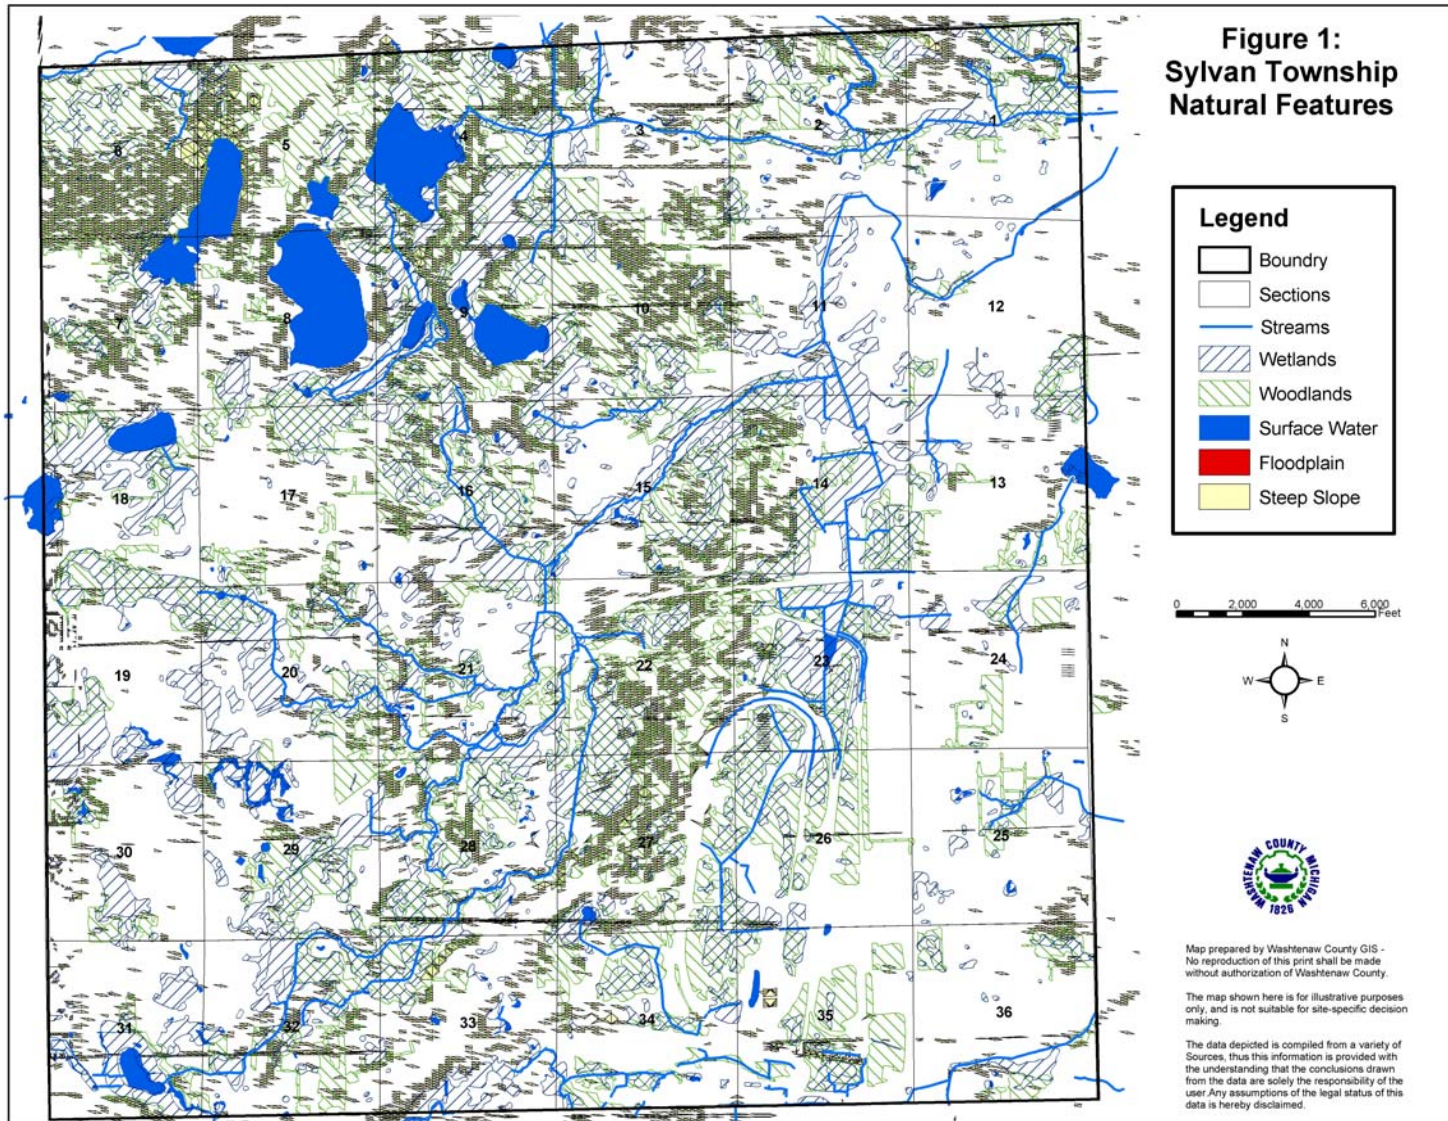 Figure 1:
Sylvan Township
Natural Features
Legend
Boundry
Sections
Streams
Wetlands
Woodlands
Surface Water
Floodplain
Steep Slope
0 2,000 4,000 6,000
Feet
N
W E
S
WASHTENAW COUNTY MICHIGAN
1826
Map prepared by Washtenaw County GIS -
No reproduction of this print shall be made
without authorization of Washtenaw County.
The map shown here is for illustrative purposes
only, and is not suitable for site-specific decision
making.
The data depicted is compiled from a variety of
Sources, thus this information is provided with
the understanding that the conclusions drawn
from the data are solely the responsibility of the
user.Any assumptions of the legal status of this
data is hereby disclaimed.
6 5 4 3 2 1
7 8 9 10 11 12
18 17 16 15 14 13
19 20 21 22 23 24
30 29 28 27 26 25
31 32 33 34 35 36